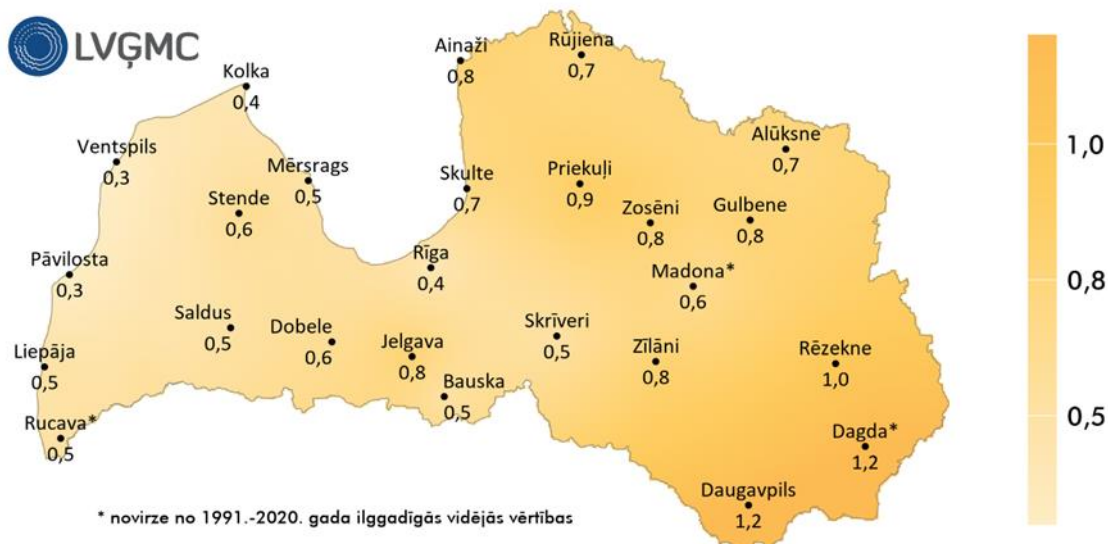 LVĢMC
Ainaži
0,8
Rūjiena
0,7
Kolka
0,4
Ventspils
0,3
Mērsrags
0,5
Stende
0,6
Skulte
0,7
Priekuļi
0,9
Alūksne
0,7
Zosēni
0,8
Gulbene
0,8
Pāvilosta
0,3
Rīga
0,4
Madona*
0,6
Saldus
0,5
Dobele
0,6
Jelgava
0,8
Skrīveri
0,5
Zīlāni
0,8
Rēzekne
1,0
Liepāja
0,5
Bauska
0,5
Rucava*
0,5
Dagda*
1,2
Daugavpils
1,2
* novirze no 1991.-2020. gada ilggadīgās vidējās vērtības
1,0
0,8
0,5